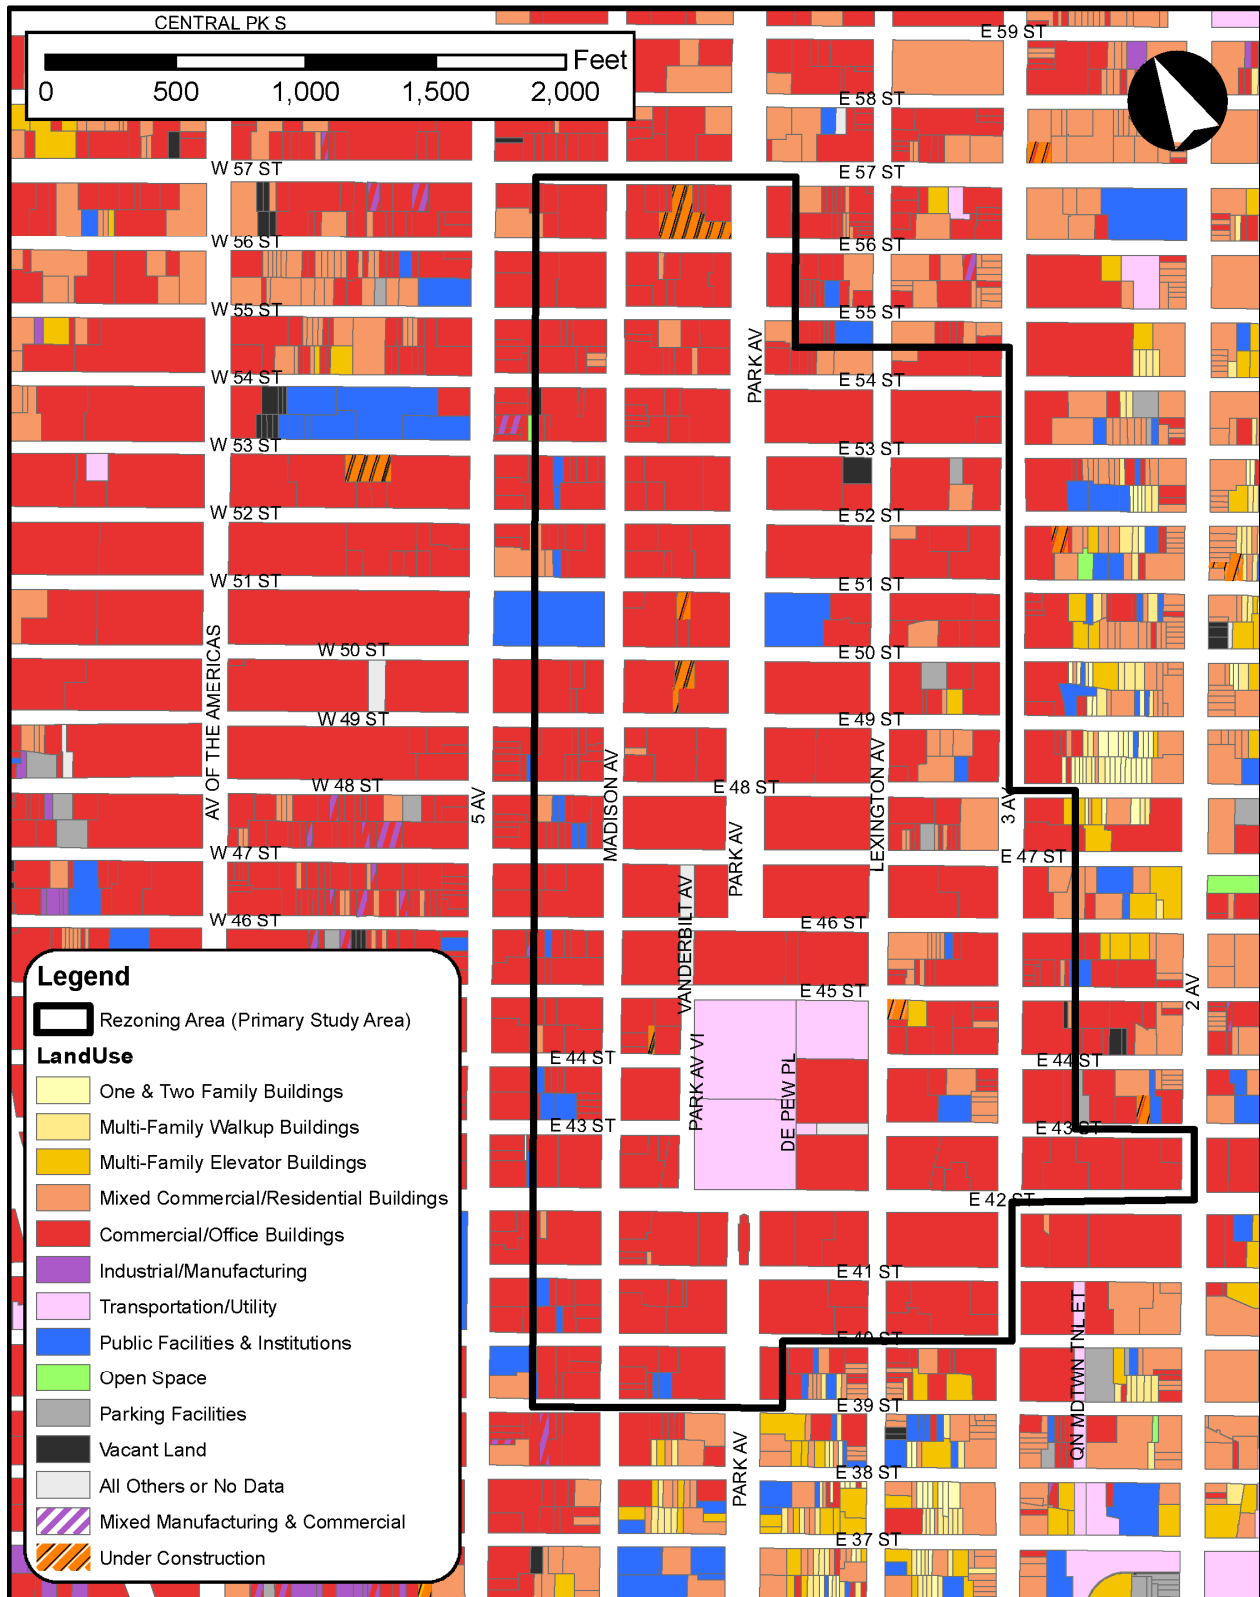 CENTRAL PK S
E 59 ST
Feet
0 500 1,000 1,500 2,000
E 58 ST
W 57 ST
E 57 ST
W 56 ST
E 56 ST
W 55 ST
E 55 ST
PARK AV
W 54 ST
E 54 ST
W 53 ST
E 53 ST
W 52 ST
E 52 ST
W 51 ST
E 51 ST
W 50 ST
E 50 ST
AV OF THE AMERICAS
W 49 ST
E 49 ST
MADISON AV
LEXINGTON AV
W 48 ST
E 48 ST
5 AV
3 AV
PARK AV
W 47 ST
E 47 ST
W 46 ST
E 46 ST
VANDERBILT AV
E 45 ST
2 AV
E 44 ST
E 44 ST
PARK AV VI
DE PEW PL
E 43 ST
E 43 ST
E 42 ST
E 41 ST
E 40 ST
QN MDTWN TNL ET
E 39 ST
PARK AV
E 38 ST
E 37 ST
Legend
Rezoning Area (Primary Study Area)
LandUse
One & Two Family Buildings
Multi-Family Walkup Buildings
Multi-Family Elevator Buildings
Mixed Commercial/Residential Buildings
Commercial/Office Buildings
Industrial/Manufacturing
Transportation/Utility
Public Facilities & Institutions
Open Space
Parking Facilities
Vacant Land
All Others or No Data
Mixed Manufacturing & Commercial
Under Construction